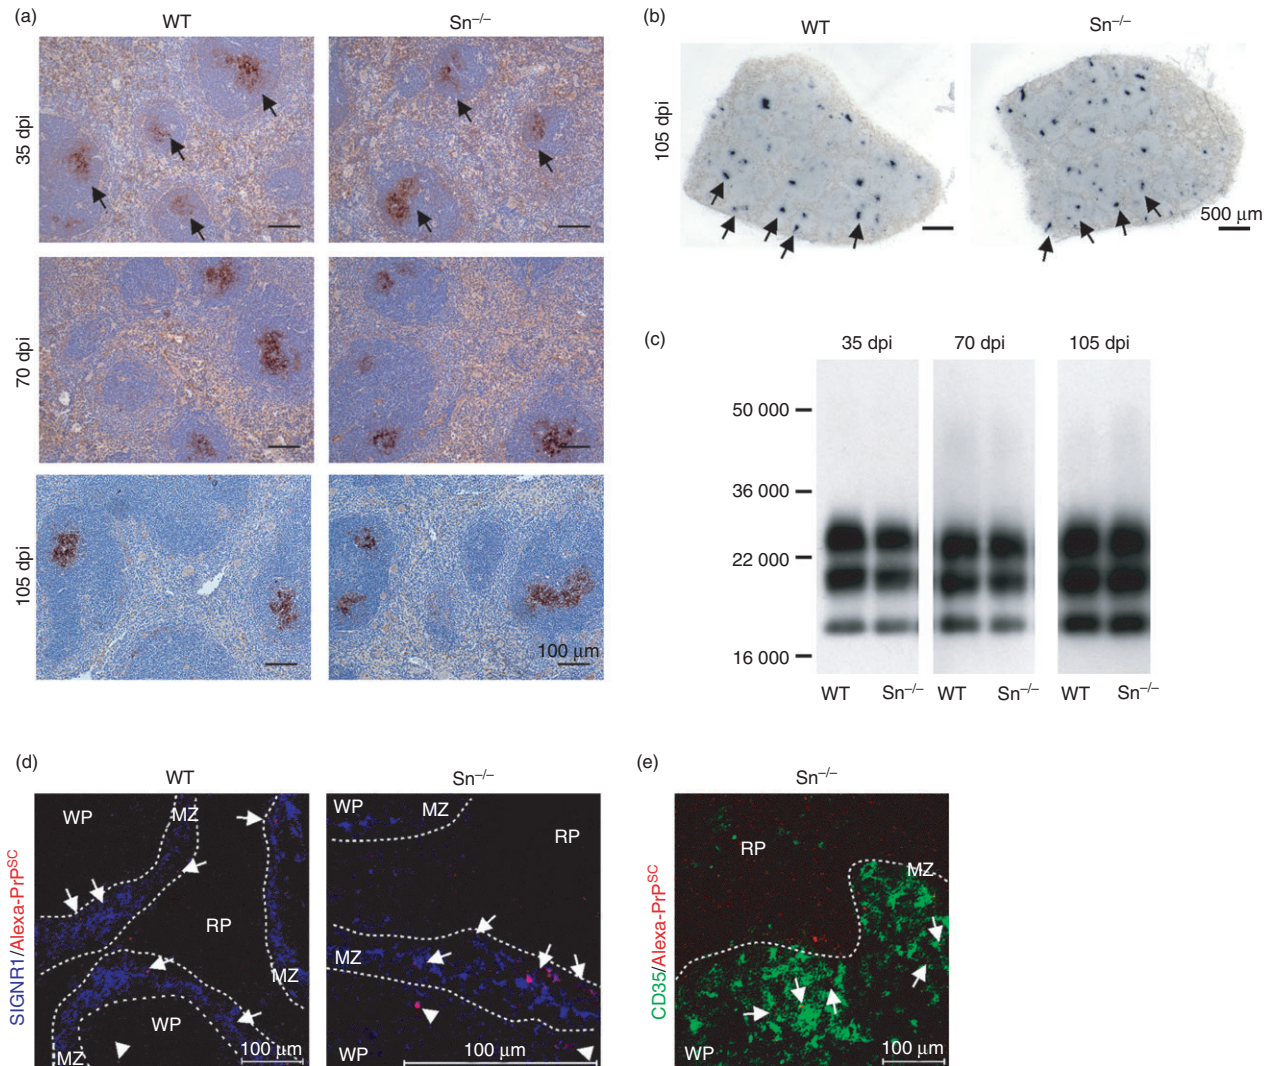 (a)
WT
Sn–/–
35 dpi
70 dpi
105 dpi
100 µm
(b)
WT
Sn–/–
105 dpi
500 µm
(c)
35 dpi
70 dpi
105 dpi
50 000
36 000
22 000
16 000
WT
Sn–/–
WT
Sn–/–
WT
Sn–/–
(d)
WT
Sn–/–
SIGNR1/Alexa-PrPSC
WP
MZ
RP
MZ
WP
MZ
100 µm
WP
MZ
RP
MZ
WP
100 µm
(e)
Sn–/–
CD35/Alexa-PrPSC
RP
MZ
WP
100 µm